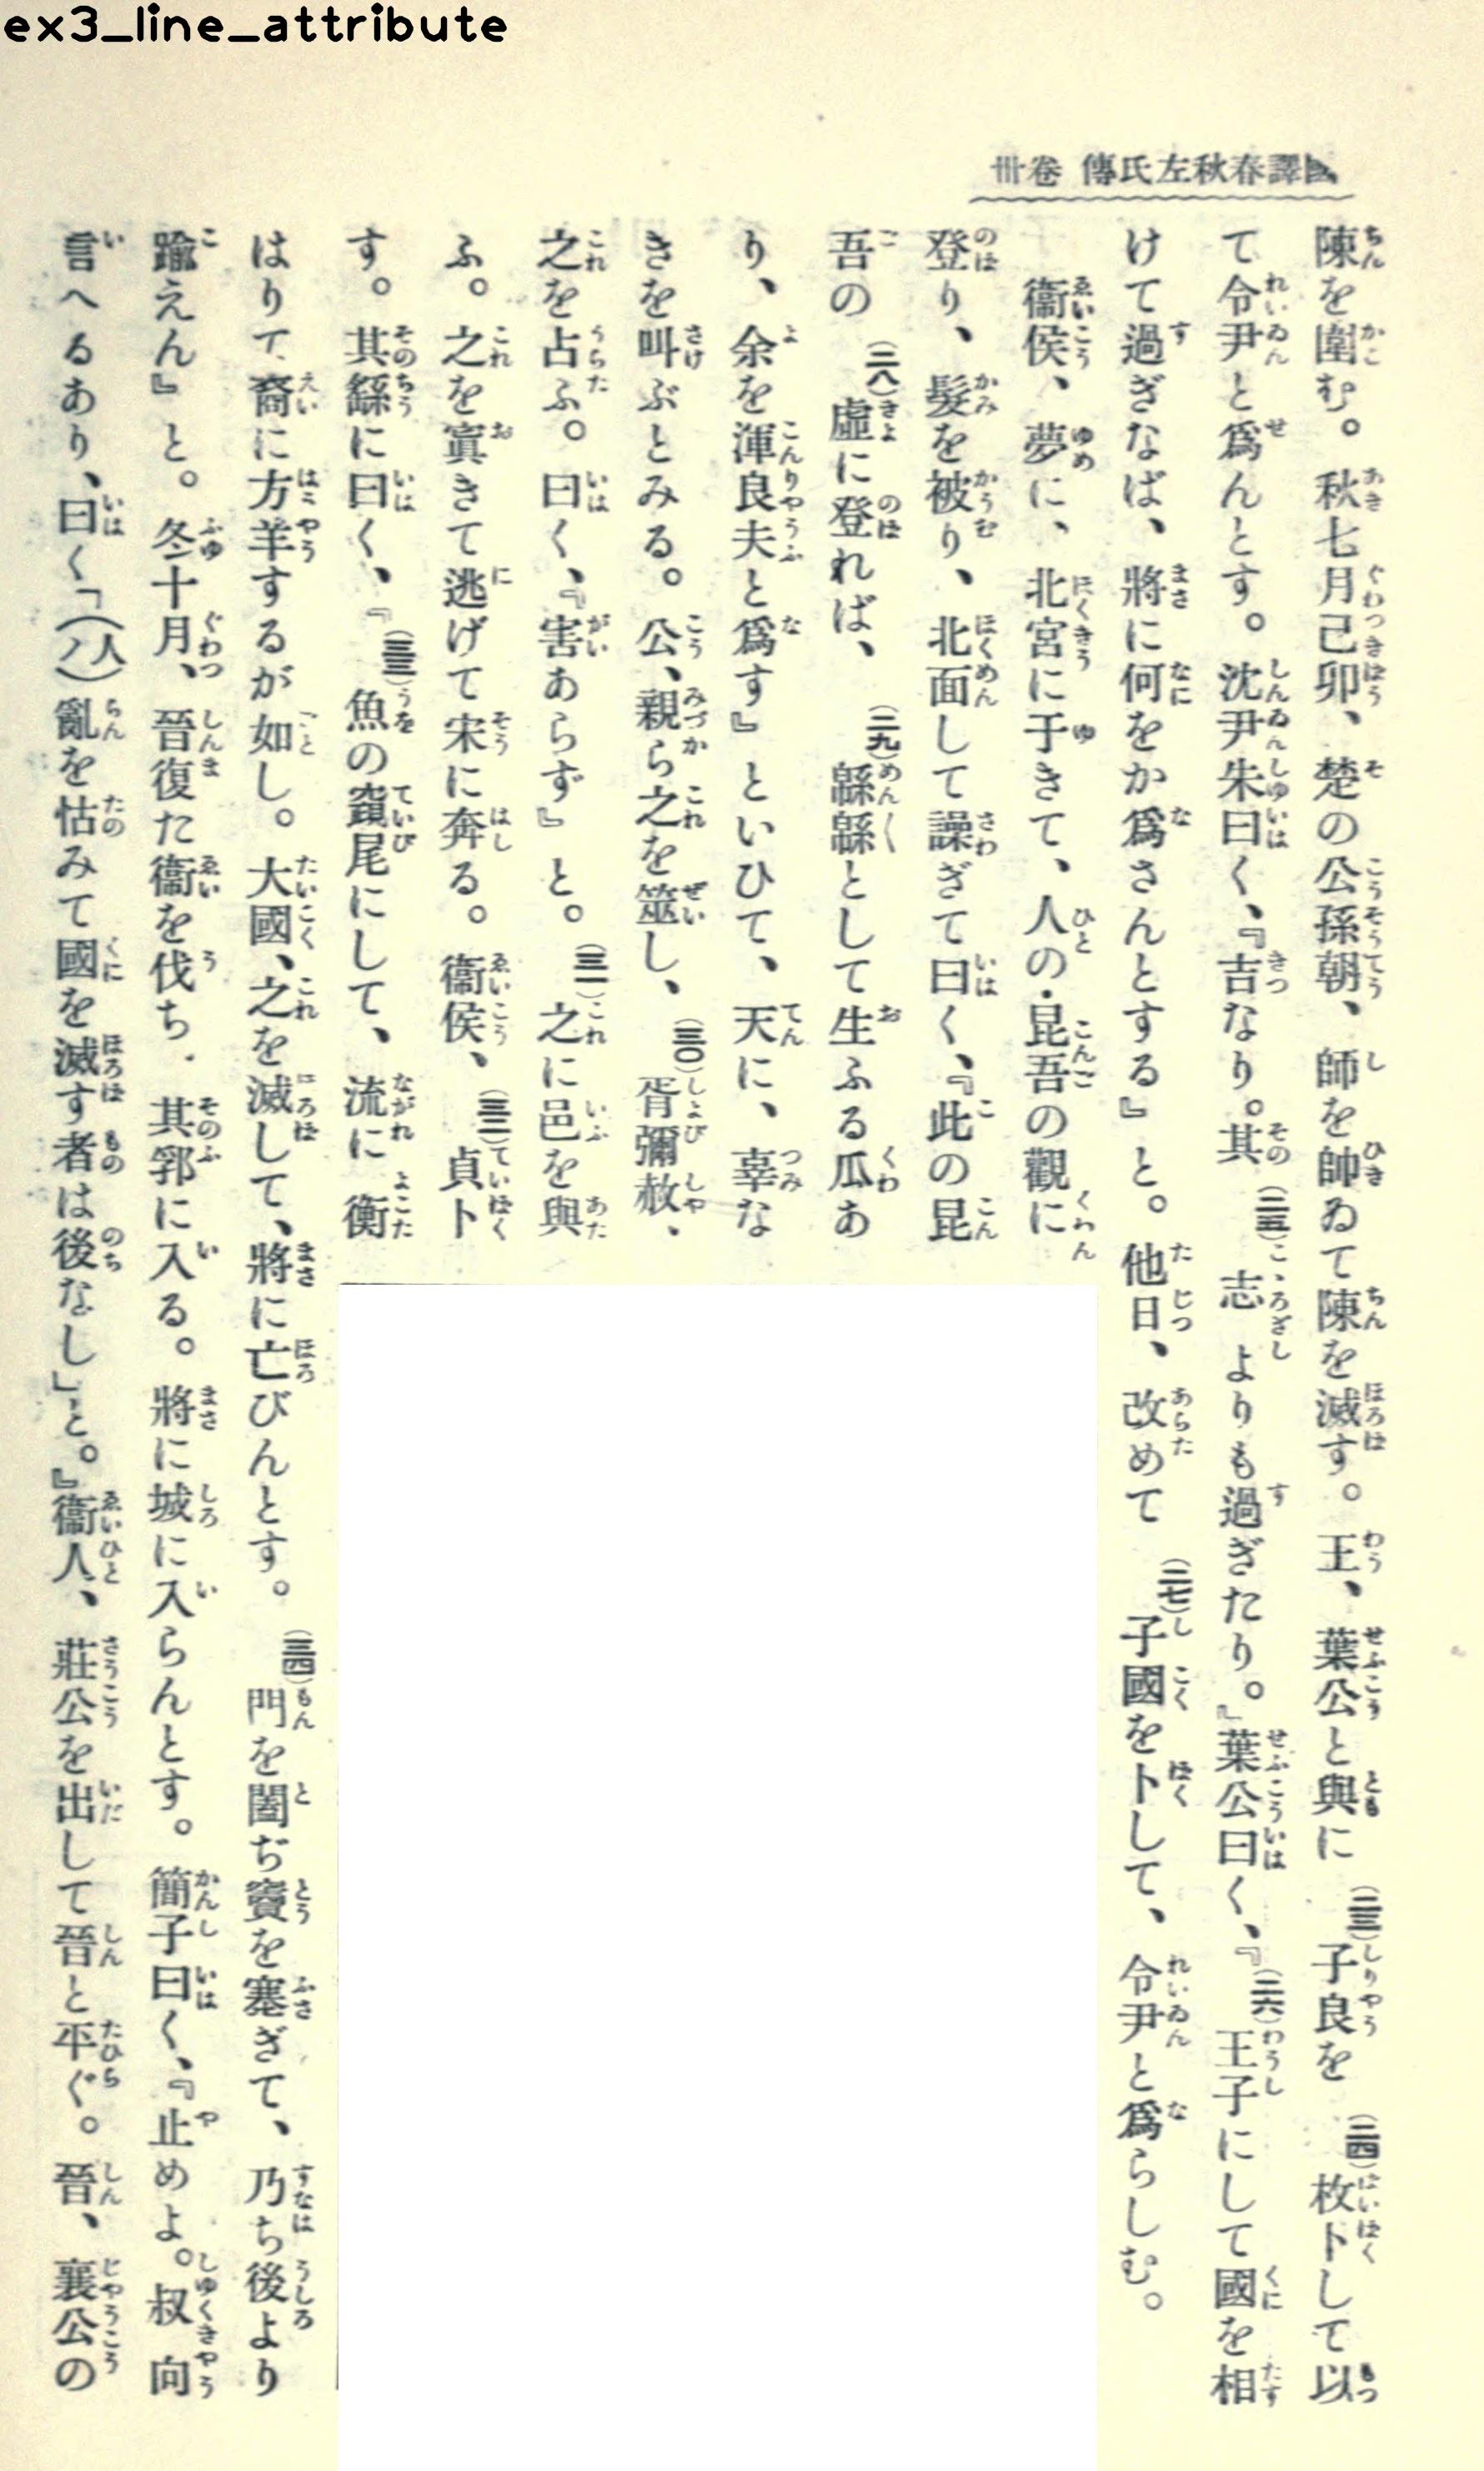 ex3_line_attribute
國譯春秋左氏傳 卷卅
陳を圍む。秋七月己卯、楚の公孫朝、師を帥ゐて陳を滅す。王、葉公と與に(二三)子良を(二四)枚卜して以
て令尹と爲んとす。沈尹朱曰く、『吉なり。其(二五)志よりも過ぎたり。』葉公曰く、『(二六)王子にして國を相
けて過ぎなば、將に何をか爲さんとする』と。他日、改めて(二七)子國を卜して、令尹と爲らしむ。
衞侯、夢に、北宮に于きて、人の昆吾の觀に
登り、髮を被り、北面して譟ぎて曰く、『此の昆
吾の(二八)虛に登れば、(二九)緜緜として生ふる瓜あ
り、余を渾良夫と爲す』といひて、天に、辜な
きを叫ぶとみる。公、親ら之を筮し、(三〇)胥彌赦、
之を占ふ。曰く、『害あらず』と。(三一)之に邑を與
ふ。之を寘きて逃げて宋に奔る。衞侯、(三二)貞卜
す。其繇に曰く、『(三三)魚の竀尾にして、流に衡
はりて、裔に方羊するが如し。大國、之を滅して、將に亡びんとす。(三四)門を闔ぢ竇を塞ぎて、乃ち後より
踰えん』と。冬十月、晉復た衞を伐ち、其郛に入る。將に城に入らんとす。簡子曰く、『止めよ。叔向
言へるあり、曰く「(人ノ)亂を怙みて國を滅す者は後なし」と。』衞人、莊公を出して晉と平ぐ。晉、襄公の